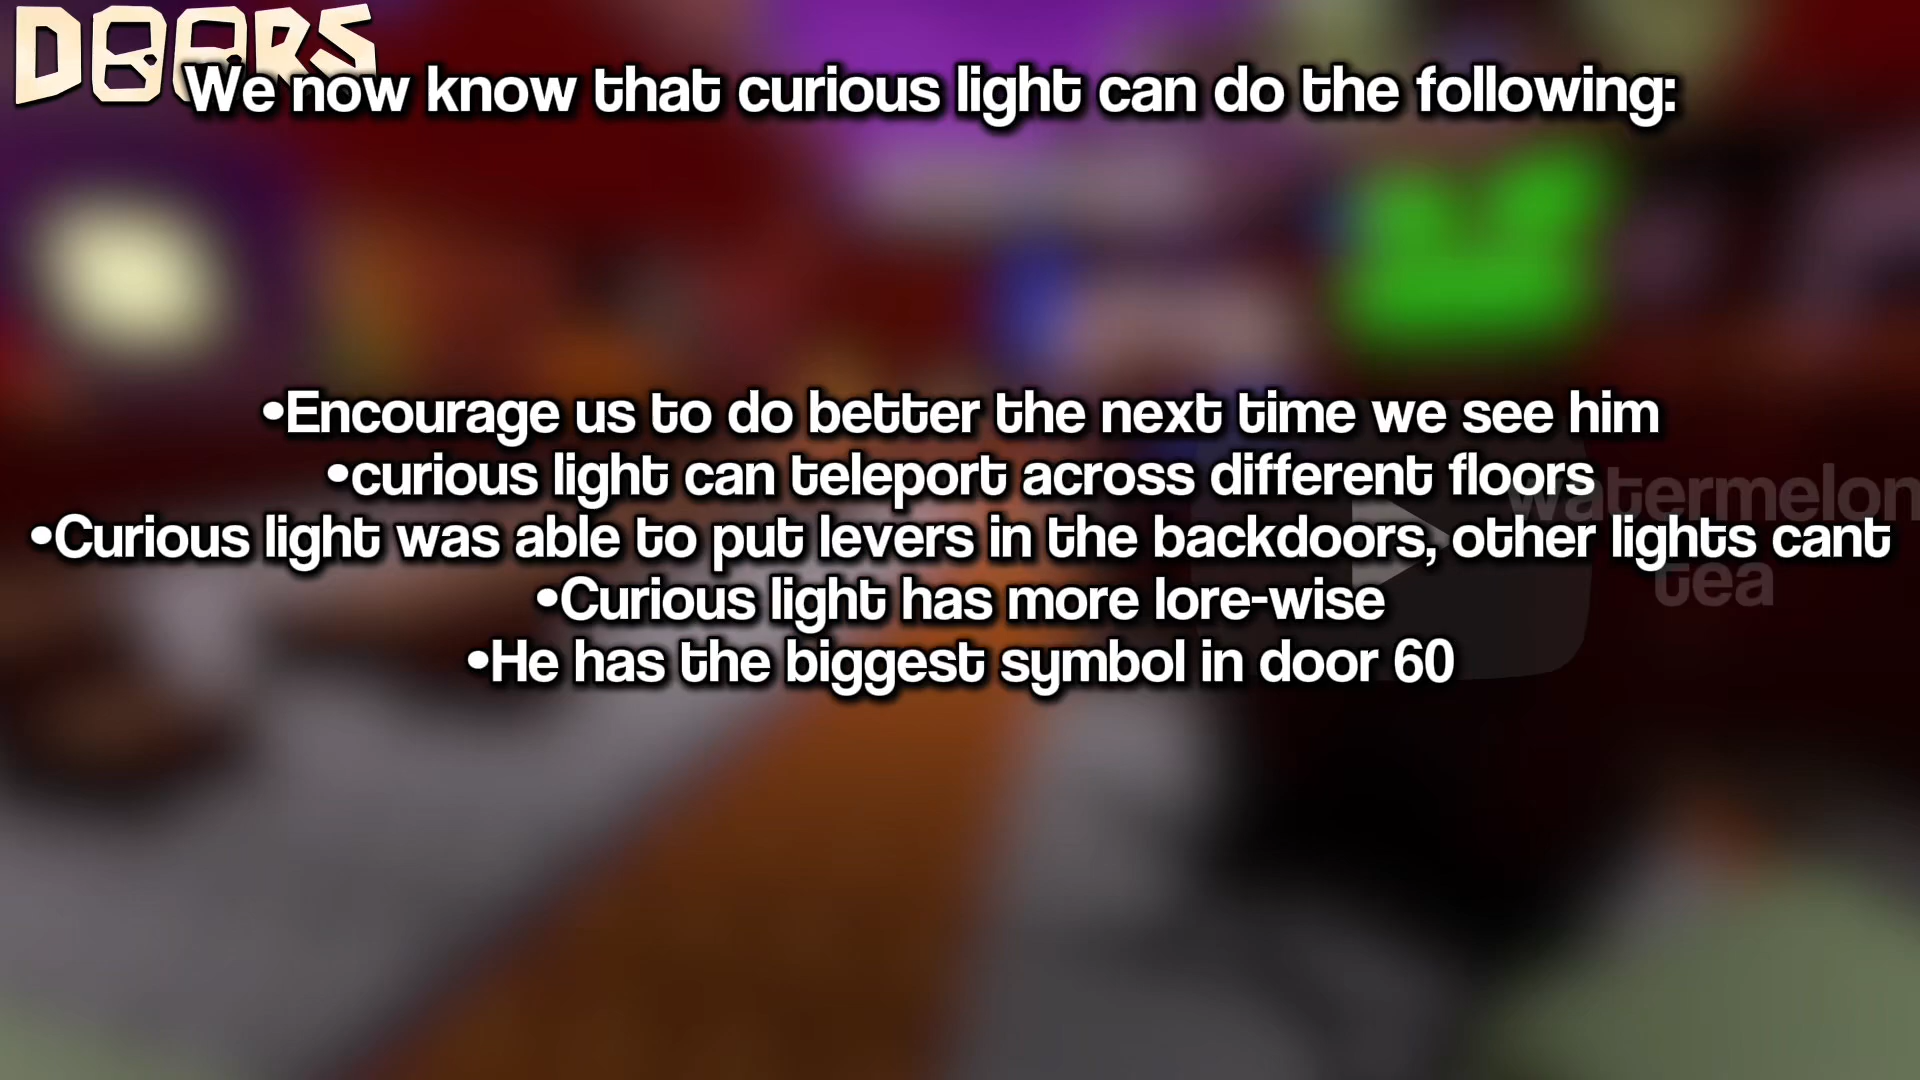 DOORS
We now know that curious light can do the following:
•Encourage us to do better the next time we see him
•curious light can teleport across different floors
•Curious light was able to put levers in the backdoors, other lights cant
•Curious light has more lore-wise
•He has the biggest symbol in door 60
watermelon
tea